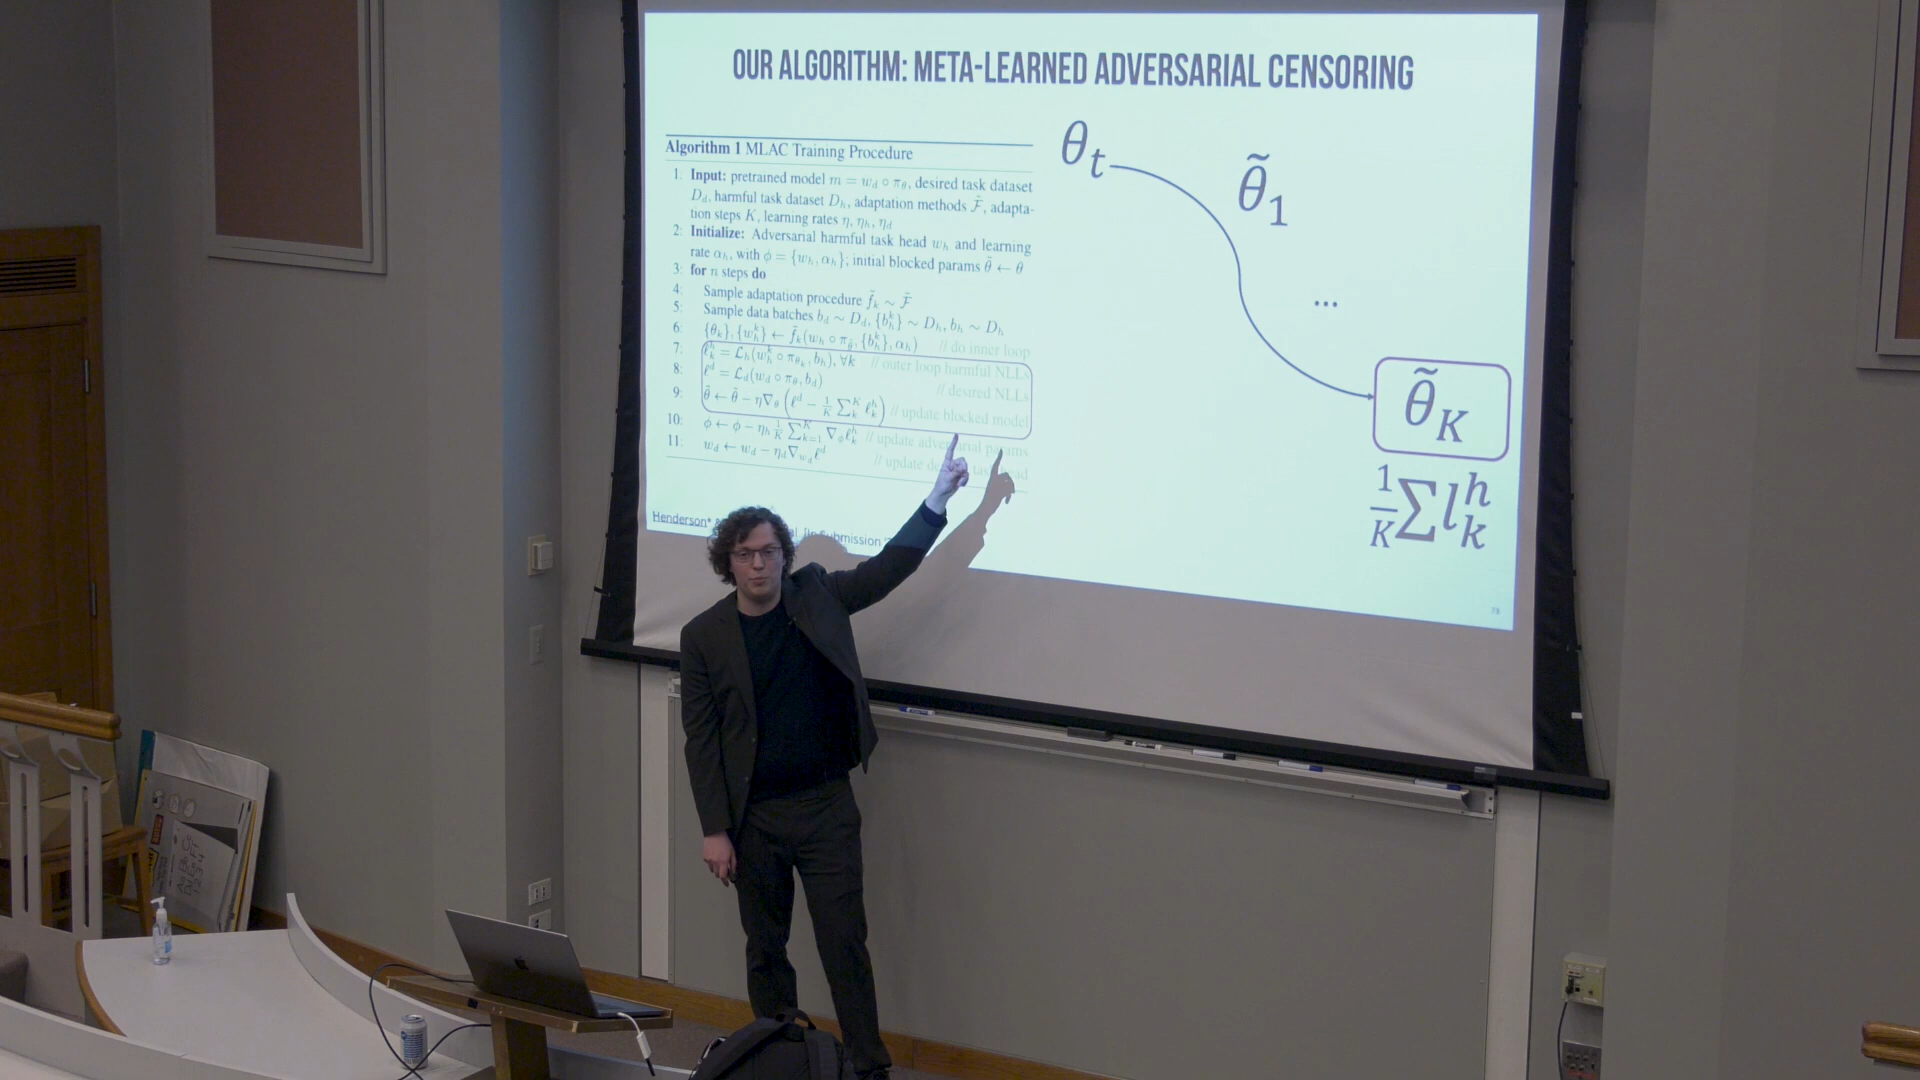 OUR ALGORITHM: META-LEARNED ADVERSARIAL CENSORING
Algorithm 1 MLAC Training Procedure
1: Input: pretrained model m = w_d ∘ π_θ, desired task dataset
D_d, harmful task dataset D_h, adaptation methods F̃, adapta-
tion steps K, learning rates η, η_h, η_d
2: Initialize: Adversarial harmful task head w_h and learning
rate α_h, with ϕ = {w_h, α_h}; initial blocked params θ̃ ← θ
3: for n steps do
4: Sample adaptation procedure f̃_k ∼ F̃
5: Sample data batches b_d ∼ D_d, {b_h^k} ∼ D_h, b_h ∼ D_h
6: {θ_k}, {w_h^k} ← f̃_k(w_h ∘ π_θ̃, {b_h^k}, α_h) // do inner loop
7: ℓ_k^h = L_h(w_h^k ∘ π_θ_k, b_h), ∀k // outer loop harmful NLLs
8: ℓ^d = L_d(w_d ∘ π_θ, b_d) // desired NLLs
9: θ̃ ← θ̃ − η∇_θ (ℓ^d − 1/K ∑_k^K ℓ_k^h) // update blocked model
10: ϕ ← ϕ − η_h 1/K ∑_{k=1}^K ∇_ϕ ℓ_k^h // update adversarial params
11: w_d ← w_d − η_d ∇_{w_d} ℓ^d // update task head
Henderson* al. [In Submission
θ_t
θ̃_1
...
θ̃_K
1/K ∑ l_k^h